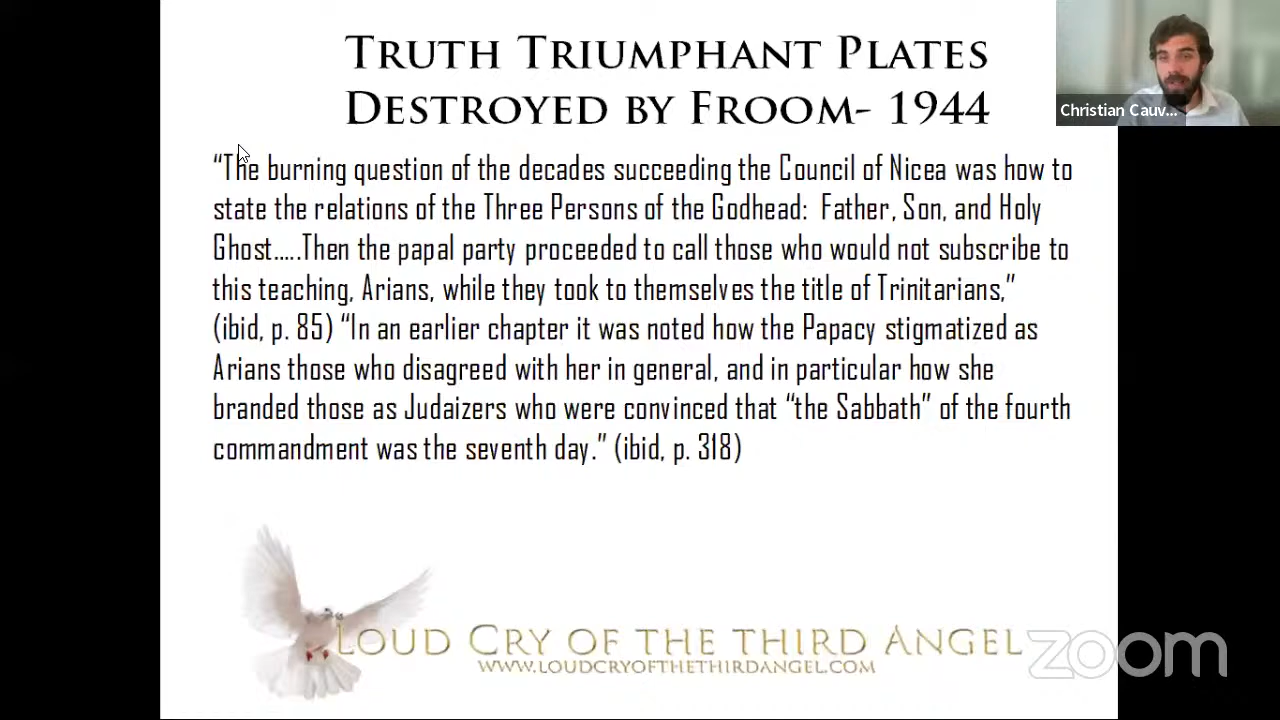 TRUTH TRIUMPHANT PLATES
DESTROYED BY FROOM- 1944
Christian Cauv...
“The burning question of the decades succeeding the Council of Nicea was how to
state the relations of the Three Persons of the Godhead:  Father, Son, and Holy
Ghost.....Then the papal party proceeded to call those who would not subscribe to
this teaching, Arians, while they took to themselves the title of Trinitarians,”
(ibid, p. 85) “In an earlier chapter it was noted how the Papacy stigmatized as
Arians those who disagreed with her in general, and in particular how she
branded those as Judaizers who were convinced that “the Sabbath” of the fourth
commandment was the seventh day.” (ibid, p. 318)
LOUD CRY OF THE THIRD ANGEL
WWW.LOUDCRYOFTHETHIRDANGEL.COM
zoom